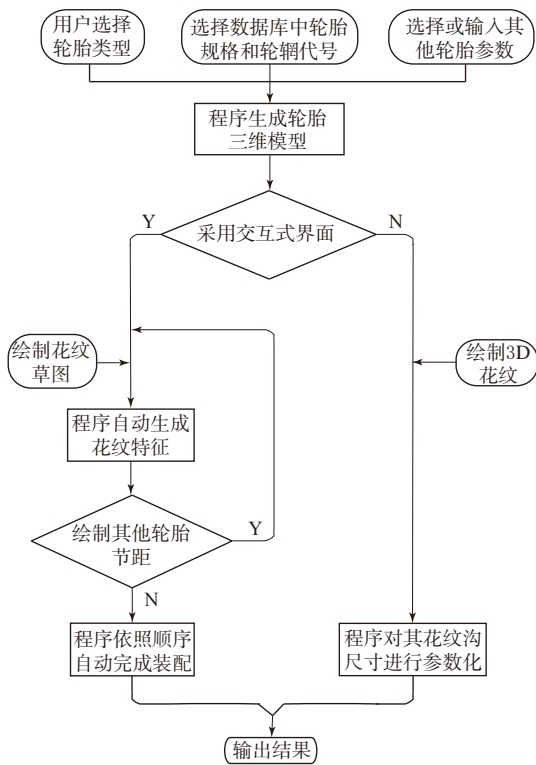 用户选择
轮胎类型
选择数据库中轮胎
规格和轮辋代号
选择或输入其
他轮胎参数
程序生成轮胎
三维模型
Y
采用交互式界面
N
绘制花纹
草图
绘制3D
花纹
程序自动生成
花纹特征
绘制其他轮胎
节距
Y
N
程序依照顺序
自动完成装配
程序对其花纹沟
尺寸进行参数化
输出结果